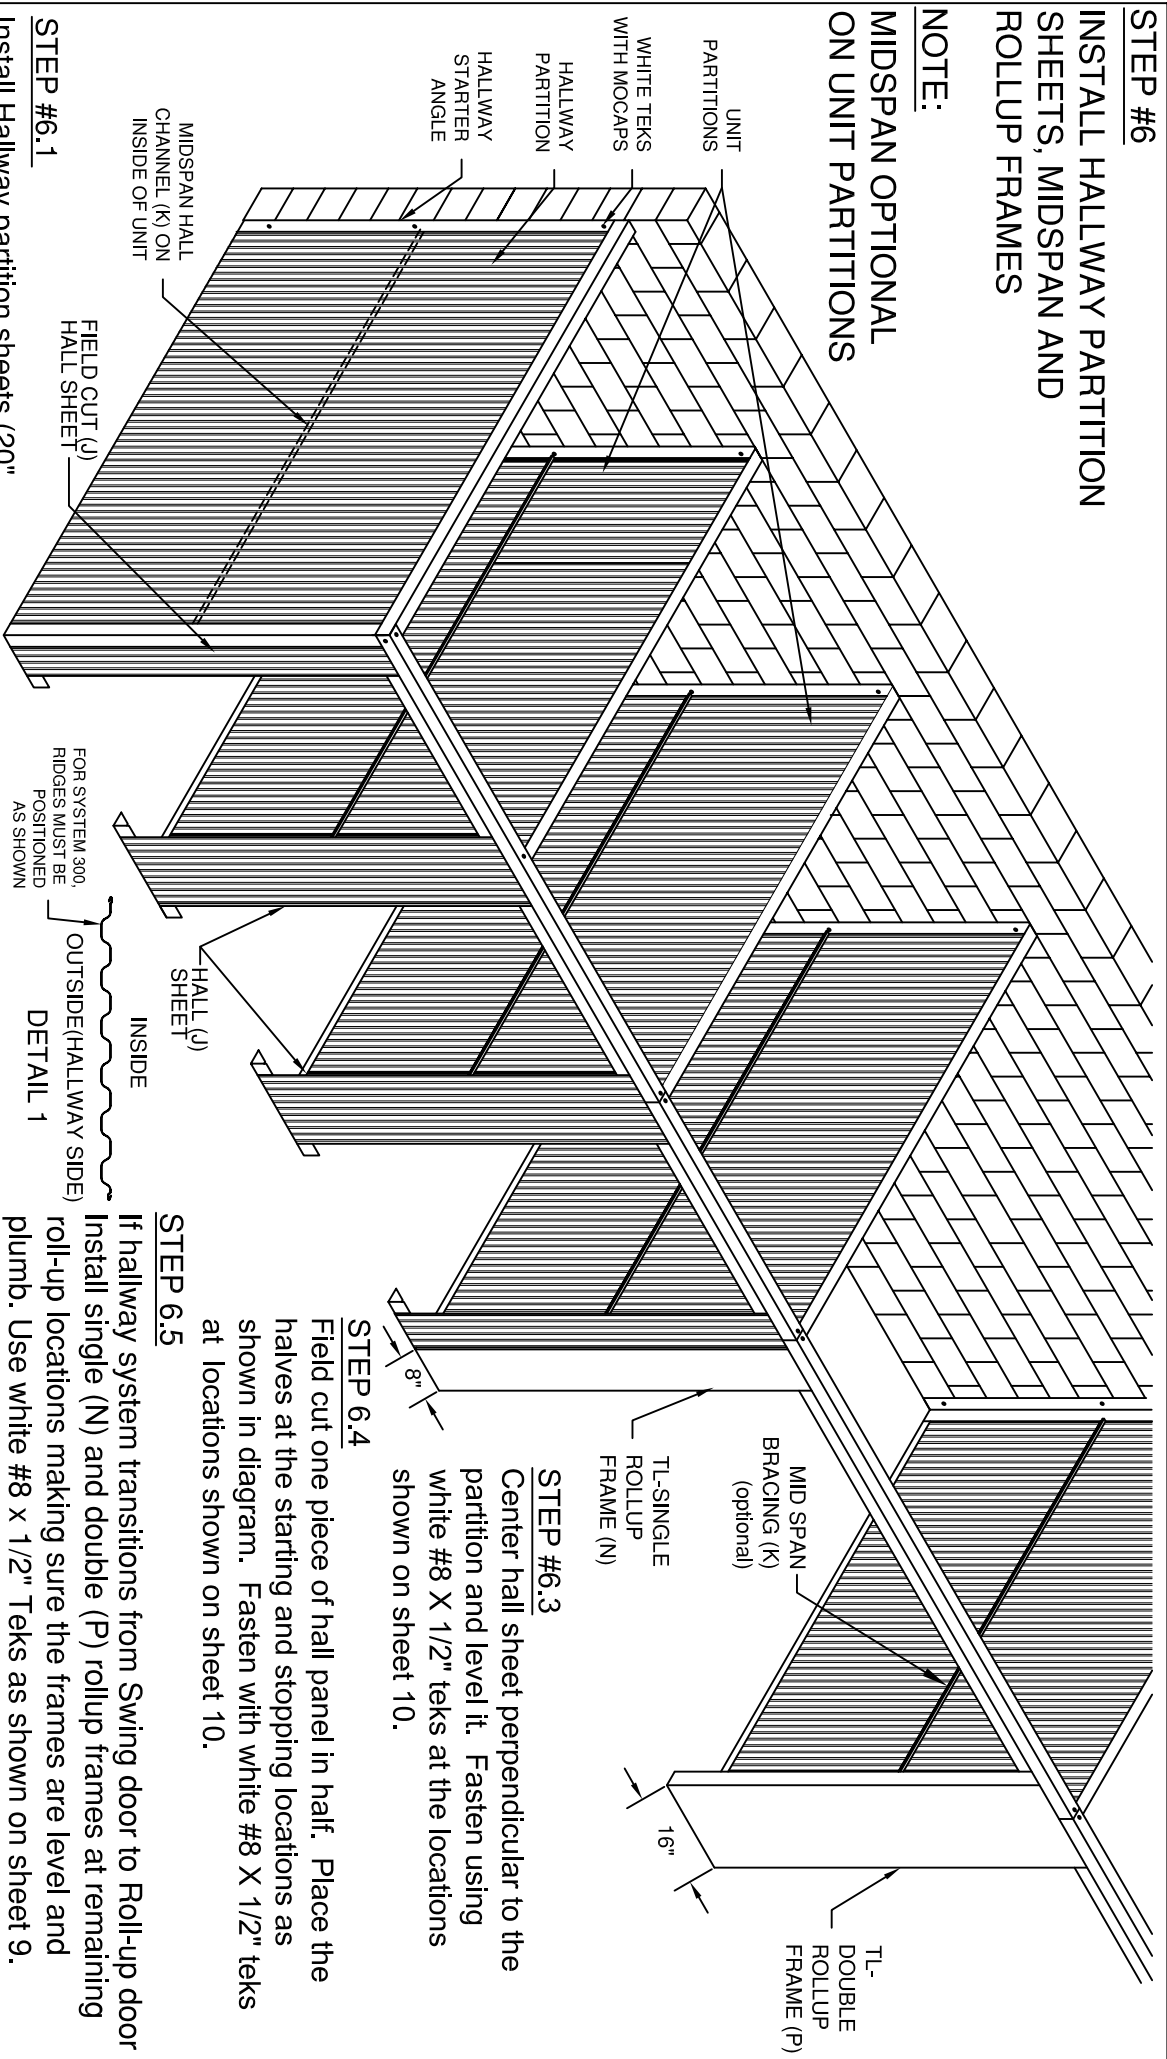 STEP #6
INSTALL HALLWAY PARTITION
SHEETS, MIDSPAN AND
ROLLUP FRAMES
NOTE:
MIDSPAN OPTIONAL
ON UNIT PARTITIONS
UNIT
PARTITIONS
WHITE TEKS
WITH MOCAPS
HALLWAY
PARTITION
HALLWAY
STARTER
ANGLE
MIDSPAN HALL
CHANNEL (K) ON
INSIDE OF UNIT
FIELD CUT (J)
HALL SHEET
STEP #6.1
Install Hallway partition sheets (20"
FOR SYSTEM 300,
RIDGES MUST BE
POSITIONED
AS SHOWN
HALL (J)
SHEET
INSIDE
OUTSIDE(HALLWAY SIDE)
DETAIL 1
8"
TL-SINGLE
ROLLUP
FRAME (N)
MID SPAN
BRACING (K)
(optional)
16"
TL-
DOUBLE
ROLLUP
FRAME (P)
STEP #6.3
Center hall sheet perpendicular to the
partition and level it.  Fasten using
white #8 X 1/2" teks at the locations
shown on sheet 10.
STEP 6.4
Field cut one piece of hall panel in half.  Place the
halves at the starting and stopping locations as
shown in diagram.  Fasten with white #8 X 1/2" teks
at  locations shown on sheet 10.
STEP 6.5
If hallway system transitions from Swing door to Roll-up door
Install single (N) and double (P) rollup frames at remaining
roll-up locations making sure the frames are level and
plumb. Use white #8 x 1/2" Teks as shown on sheet 9.